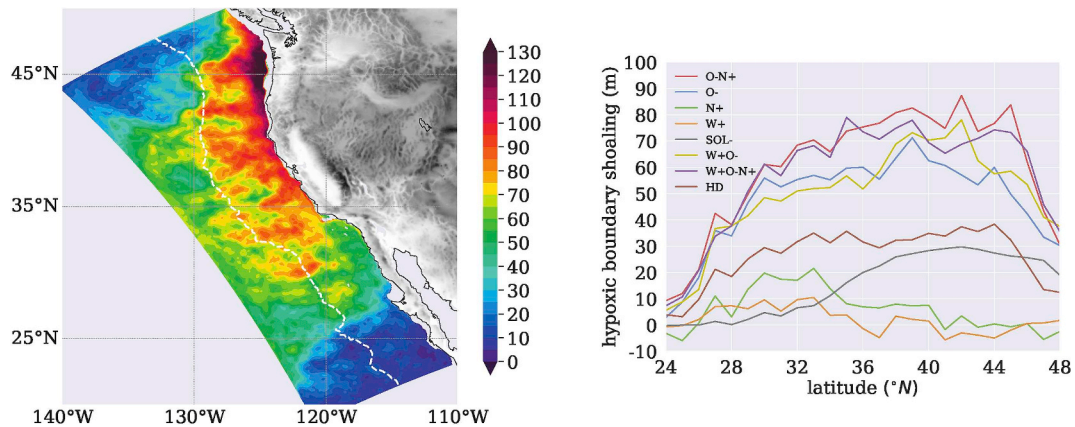 45°N
35°N
25°N
140°W 130°W 120°W 110°W
130
120
110
100
90
80
70
60
50
40
30
20
10
0
hypoxic boundary shoaling (m)
100
90
80
70
60
50
40
30
20
10
0
-10
O-N+
O-
N+
W+
SOL-
W+O-
W+O-N+
HD
24 28 32 36 40 44 48
latitude (°N)